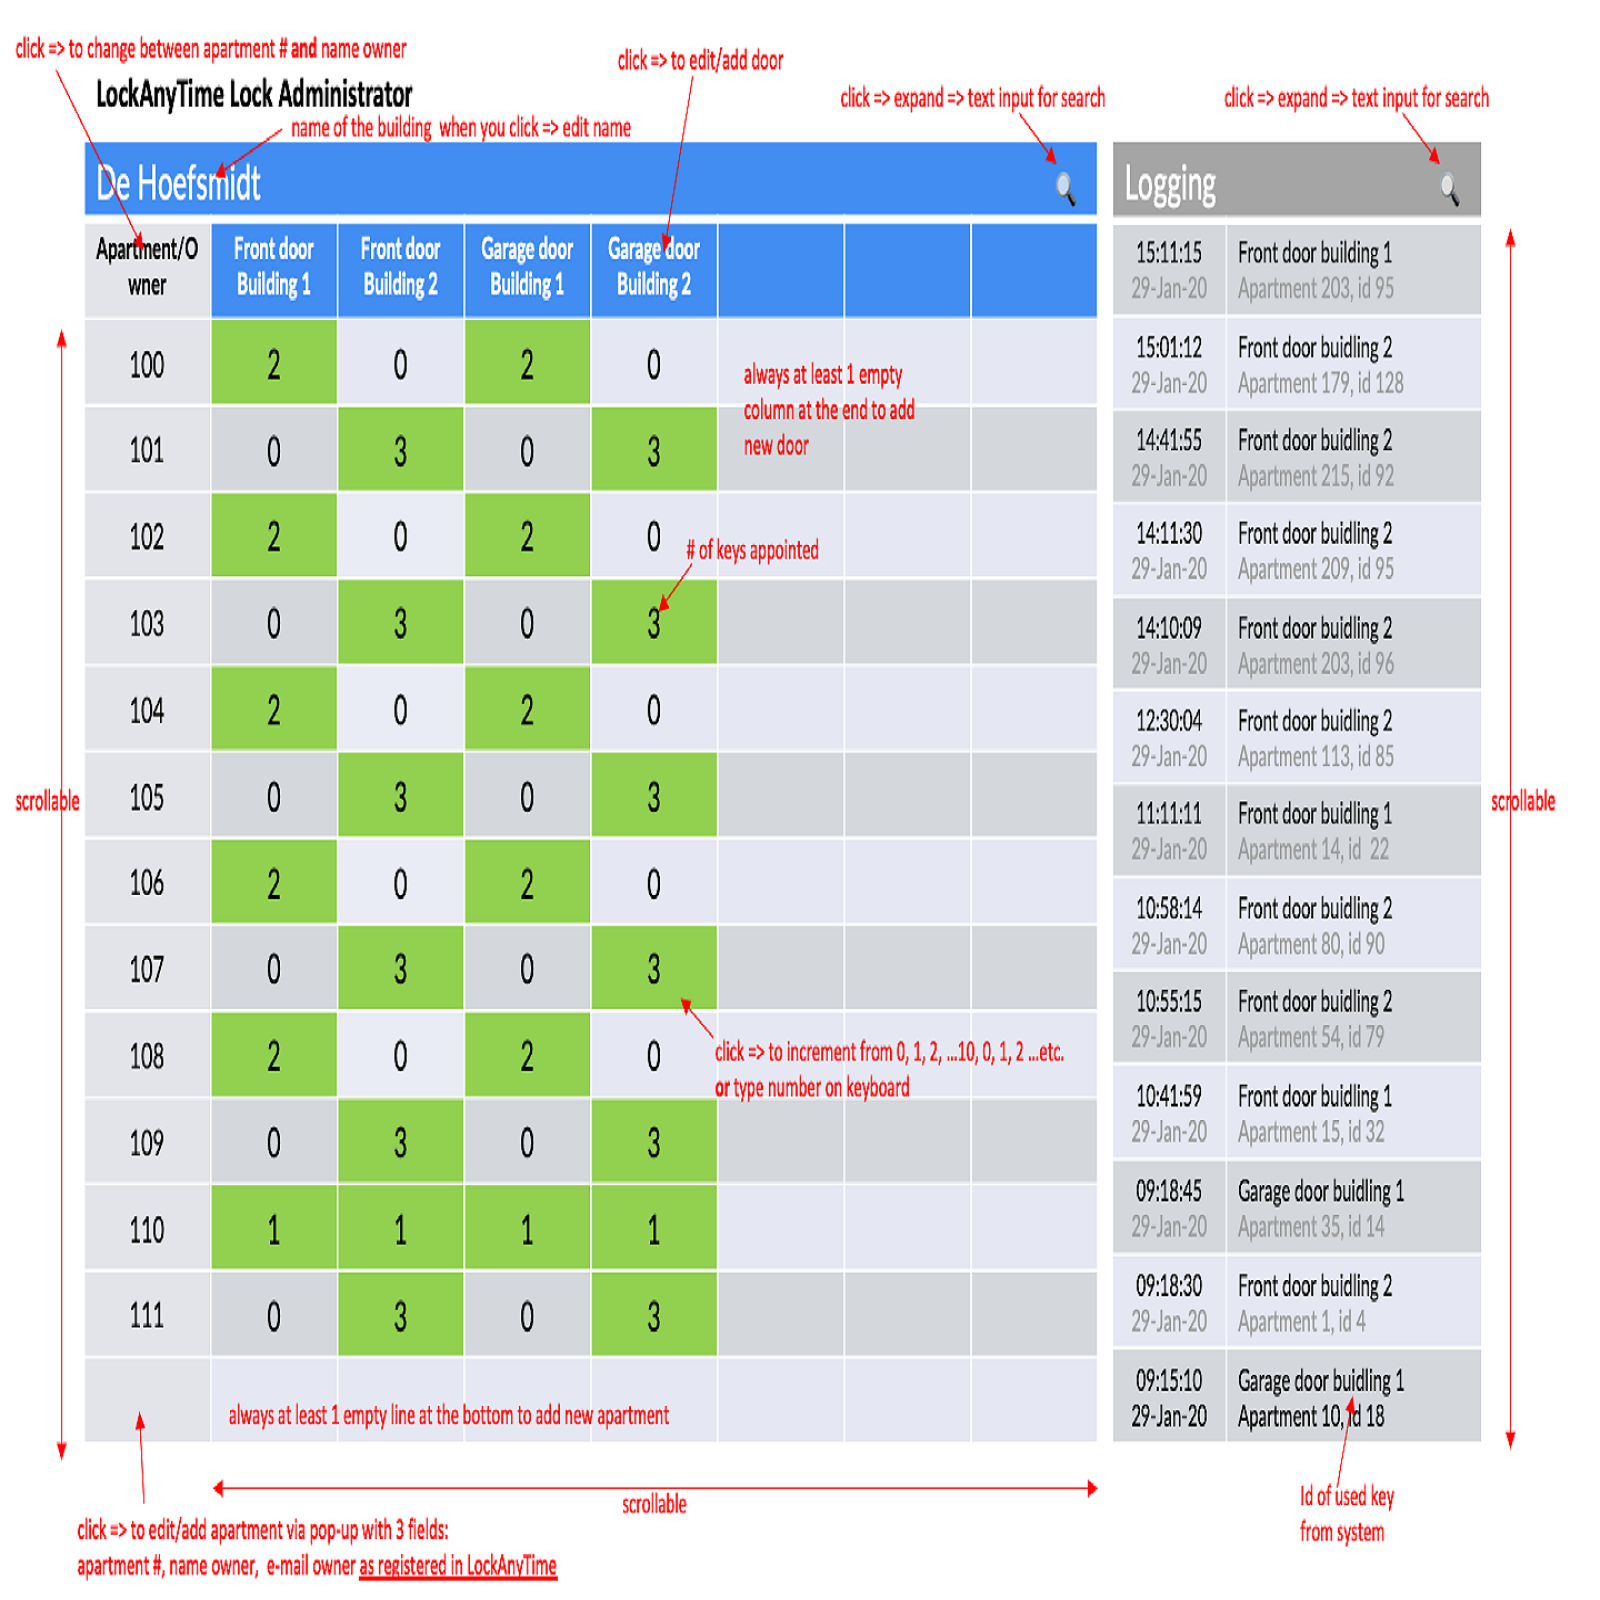 click => to change between apartment # and name owner
click => to edit/add door
LockAnyTime Lock Administrator
click => expand => text input for search
click => expand => text input for search
name of the building when you click => edit name
De Hoefsmidt
Logging
Apartment/O
wner
Front door
Building 1
Front door
Building 2
Garage door
Building 1
Garage door
Building 2
100 2 0 2 0
101 0 3 0 3
102 2 0 2 0
103 0 3 0 3
104 2 0 2 0
105 0 3 0 3
106 2 0 2 0
107 0 3 0 3
108 2 0 2 0
109 0 3 0 3
110 1 1 1 1
111 0 3 0 3
always at least 1 empty
column at the end to add
new door
# of keys appointed
click => to increment from 0, 1, 2, ...10, 0, 1, 2 ...etc.
or type number on keyboard
always at least 1 empty line at the bottom to add new apartment
scrollable
scrollable
click => to edit/add apartment via pop-up with 3 fields:
apartment #, name owner, e-mail owner as registered in LockAnyTime
15:11:15 Front door building 1
29-Jan-20 Apartment 203, id 95
15:01:12 Front door buidling 2
29-Jan-20 Apartment 179, id 128
14:41:55 Front door buidling 2
29-Jan-20 Apartment 215, id 92
14:11:30 Front door buidling 2
29-Jan-20 Apartment 209, id 95
14:10:09 Front door buidling 2
29-Jan-20 Apartment 203, id 96
12:30:04 Front door buidling 2
29-Jan-20 Apartment 113, id 85
11:11:11 Front door building 1
29-Jan-20 Apartment 14, id 22
10:58:14 Front door buidling 2
29-Jan-20 Apartment 80, id 90
10:55:15 Front door buidling 2
29-Jan-20 Apartment 54, id 79
10:41:59 Front door buidling 1
29-Jan-20 Apartment 15, id 32
09:18:45 Garage door buidling 1
29-Jan-20 Apartment 35, id 14
09:18:30 Front door buidling 2
29-Jan-20 Apartment 1, id 4
09:15:10 Garage door buidling 1
29-Jan-20 Apartment 10, id 18
scrollable
Id of used key
from system